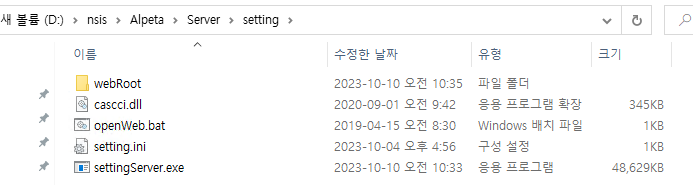 새 볼륨 (D:) › nsis › Alpeta › Server › setting ›
이름 수정한 날짜 유형 크기
webRoot 2023-10-10 오전 10:35 파일 폴더
cascci.dll 2020-09-01 오전 9:42 응용 프로그램 확장 345KB
openWeb.bat 2019-04-15 오전 8:30 Windows 배치 파일 1KB
setting.ini 2023-10-04 오후 4:56 구성 설정 1KB
settingServer.exe 2023-10-10 오전 10:33 응용 프로그램 48,629KB